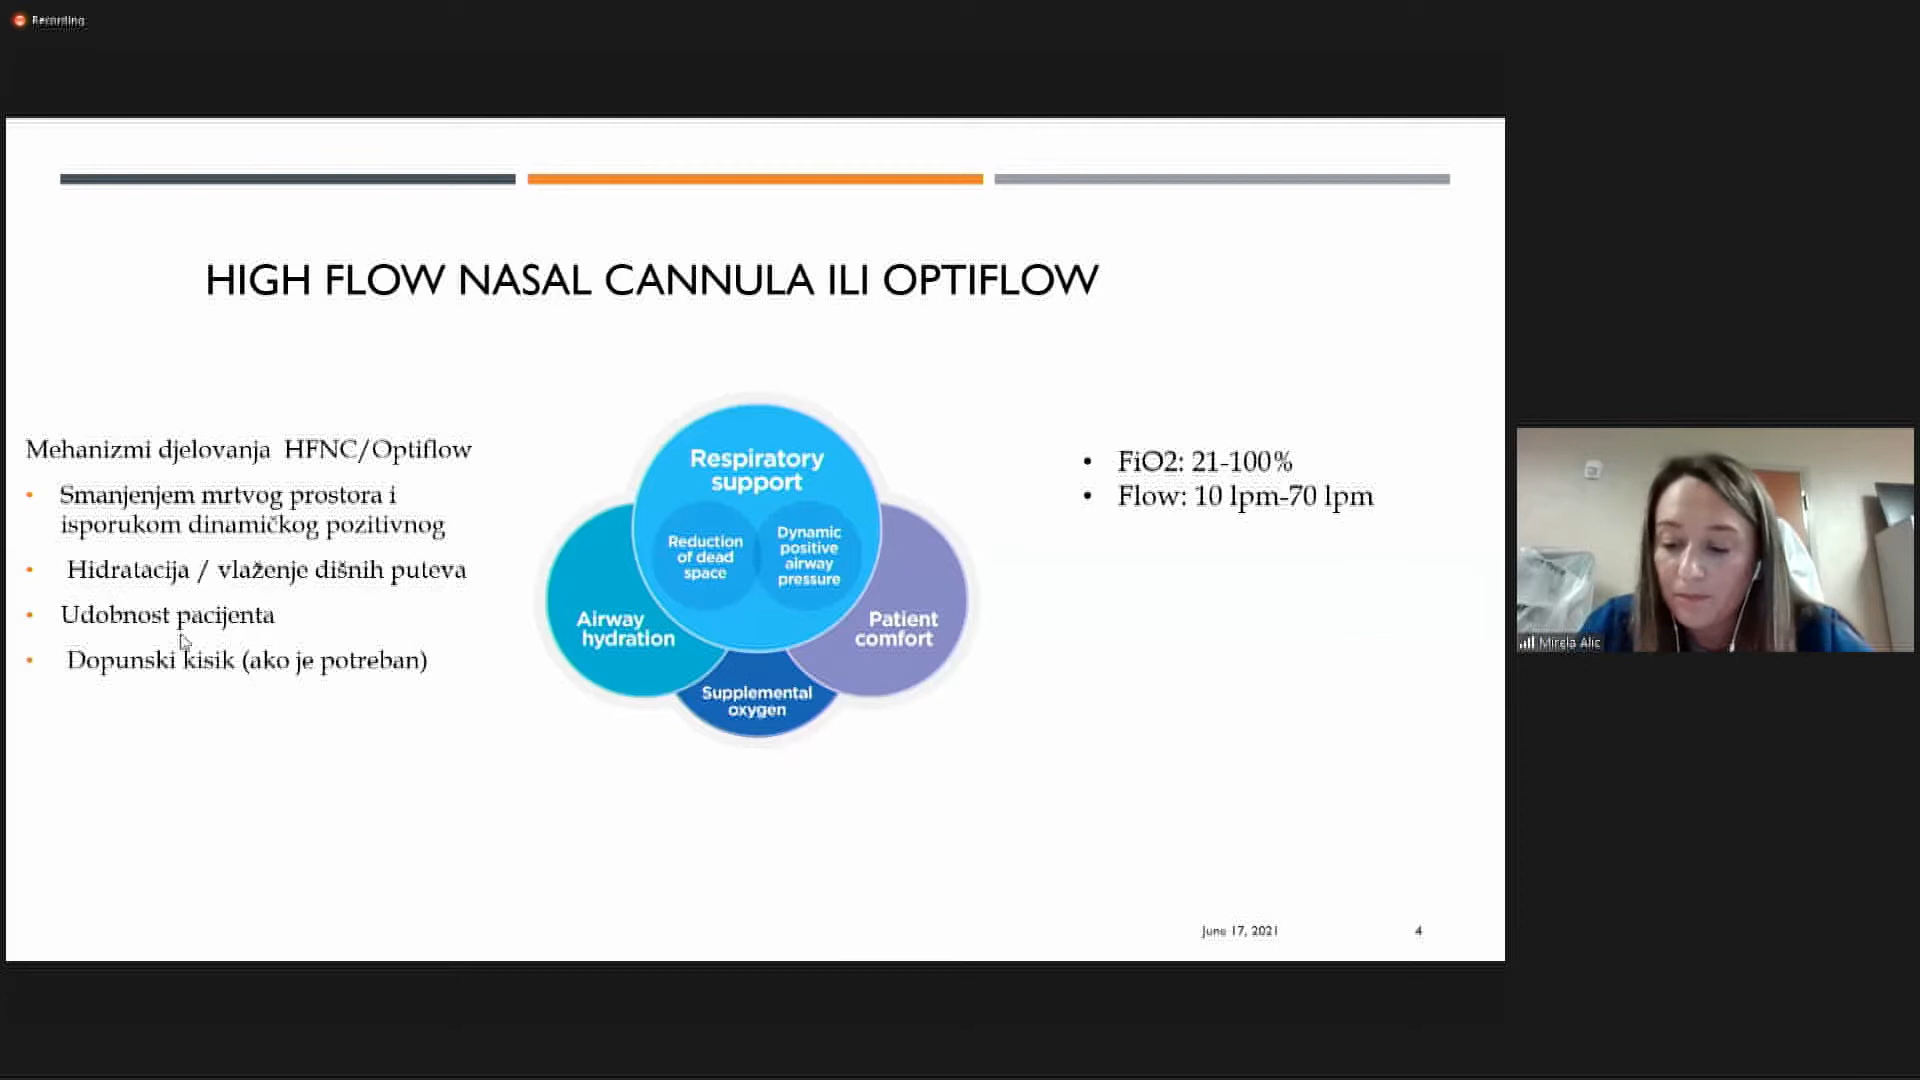 Recording
HIGH FLOW NASAL CANNULA ILI OPTIFLOW
Mehanizmi djelovanja HFNC/Optiflow
• Smanjenjem mrtvog prostora i
isporukom dinamičkog pozitivnog
• Hidratacija / vlaženje dišnih puteva
• Udobnost pacijenta
• Dopunski kisik (ako je potreban)
Respiratory
support
Reduction
of dead
space
Dynamic
positive
airway
pressure
Airway
hydration
Patient
comfort
Supplemental
oxygen
• FiO2: 21-100%
• Flow: 10 lpm-70 lpm
June 17, 2021
4
Mirela Alic